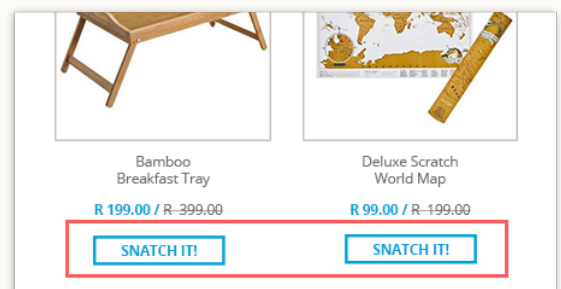 Bamboo
Breakfast Tray
R 199.00 / R 399.00
SNATCH IT!
Deluxe Scratch
World Map
R 99.00 / R 199.00
SNATCH IT!